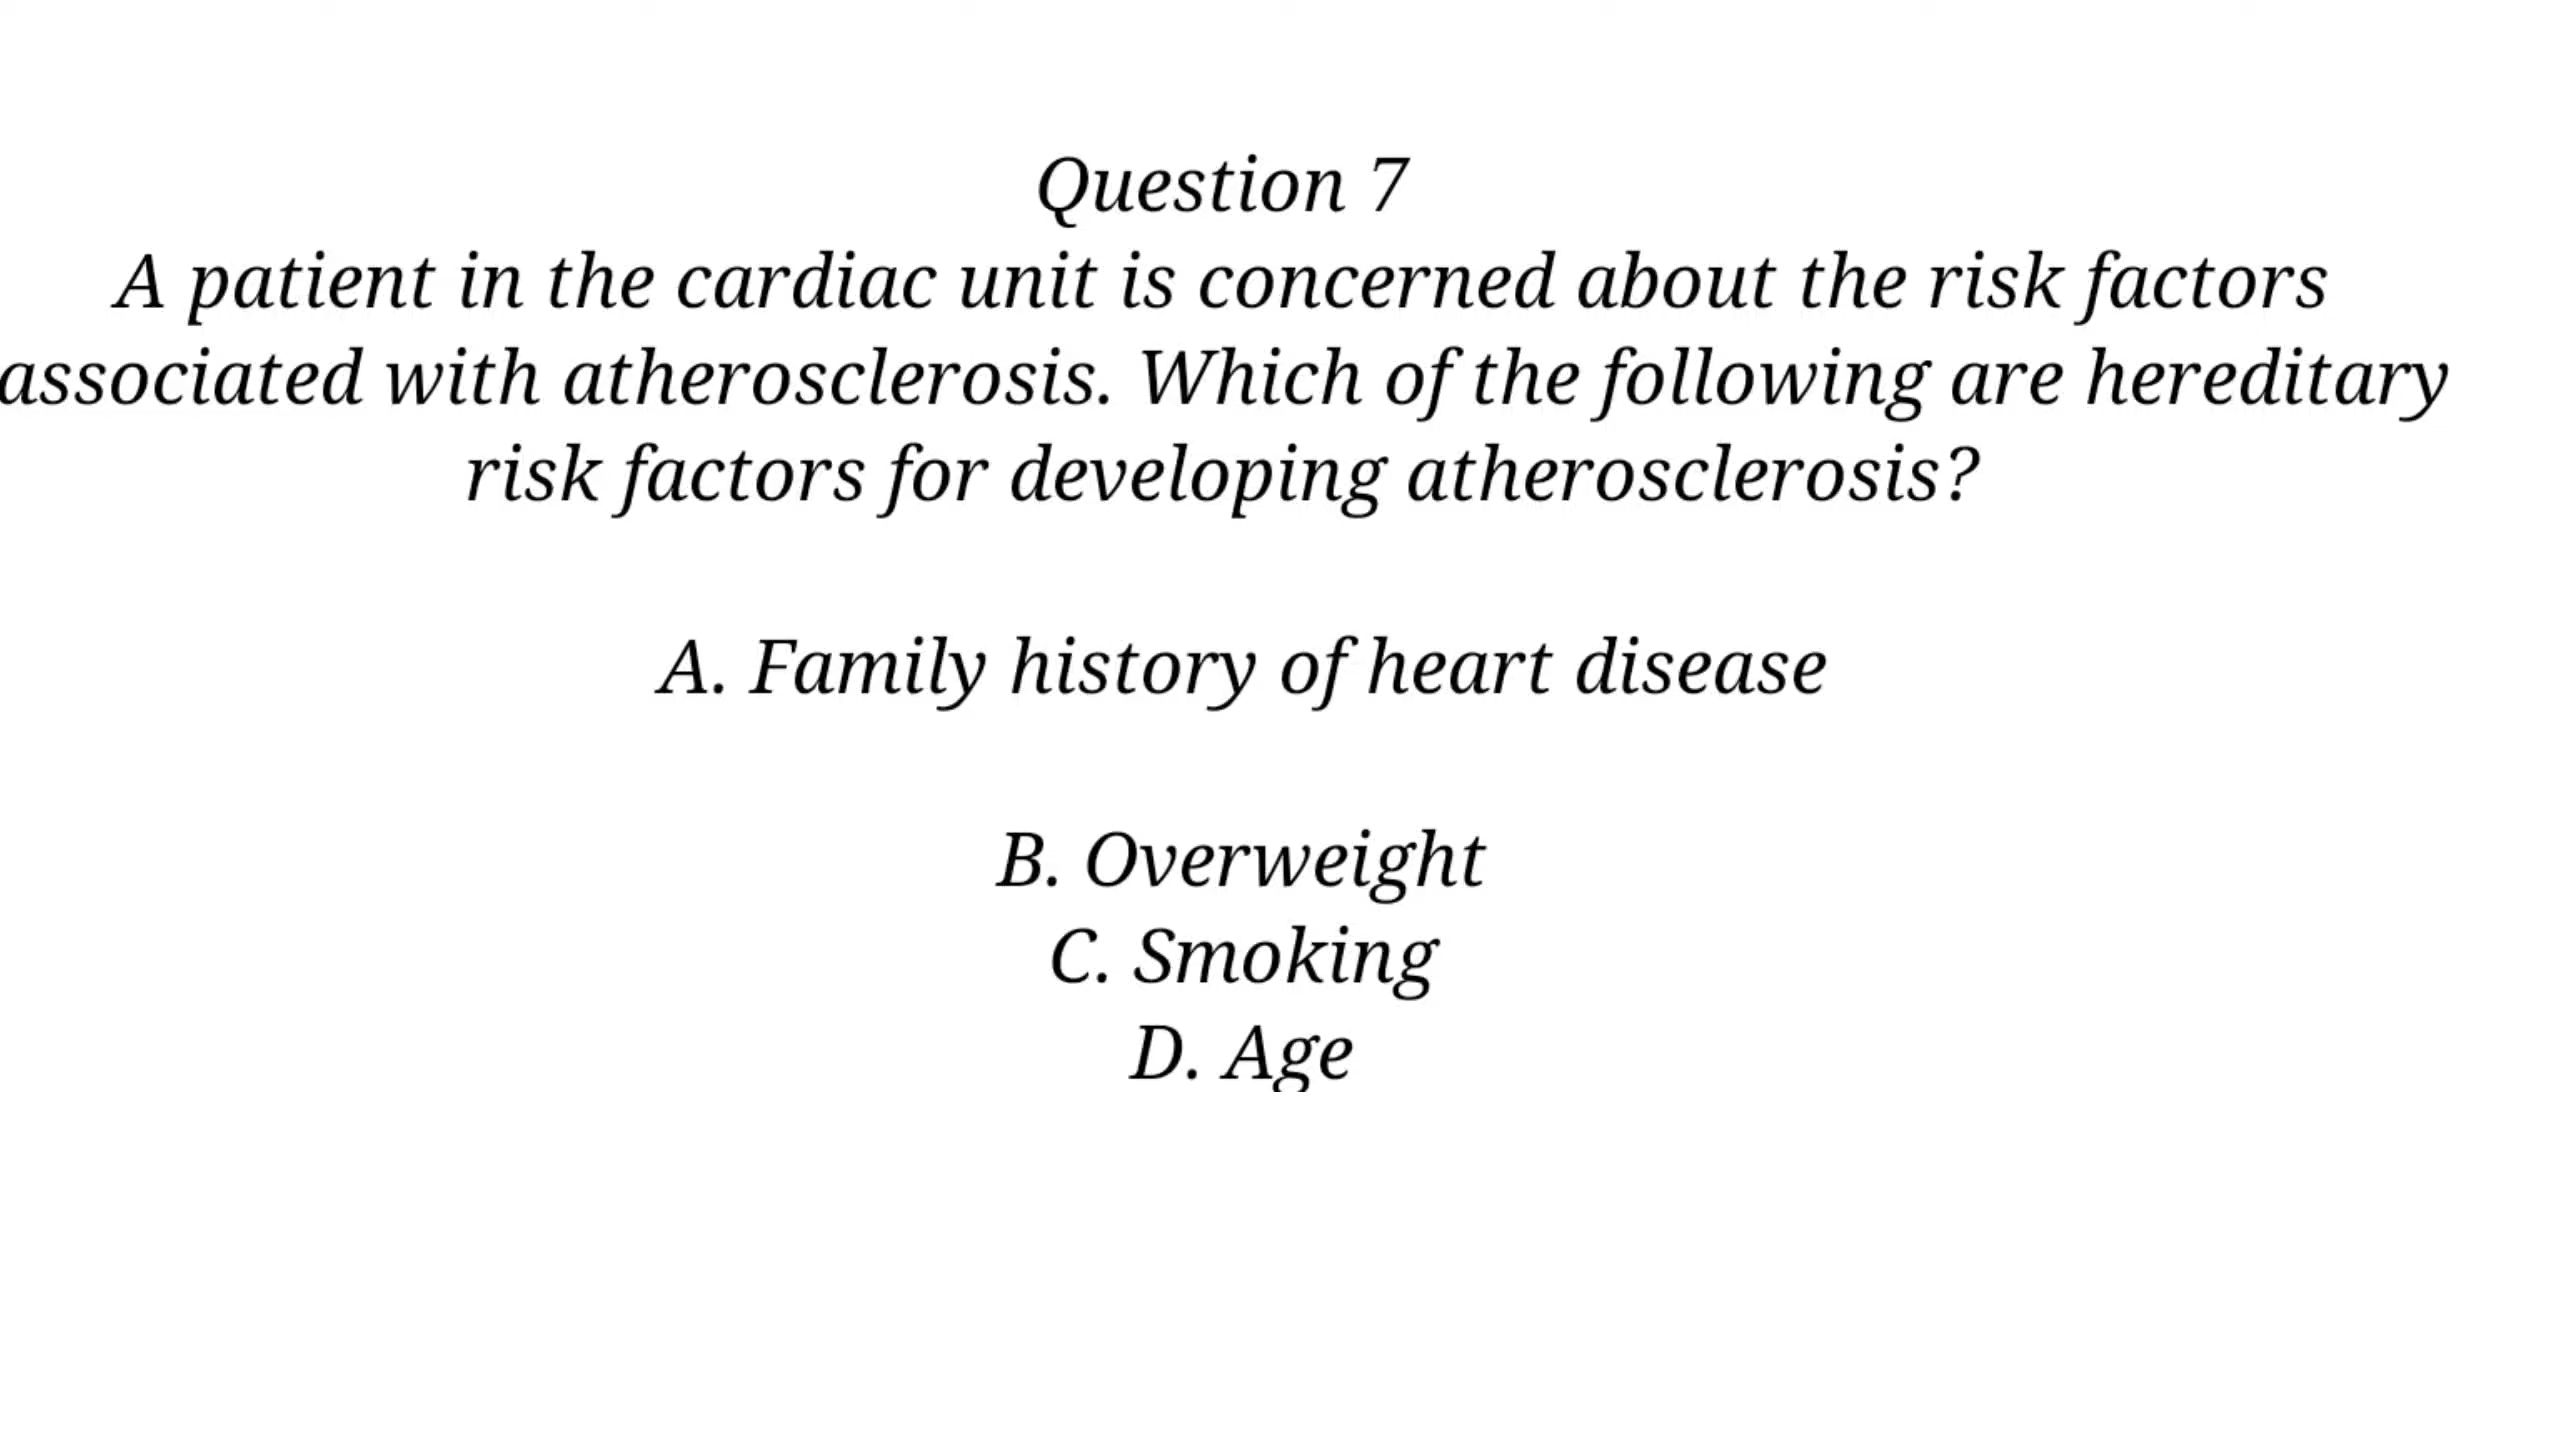 Question 7
A patient in the cardiac unit is concerned about the risk factors
associated with atherosclerosis. Which of the following are hereditary
risk factors for developing atherosclerosis?
A. Family history of heart disease
B. Overweight
C. Smoking
D. Age